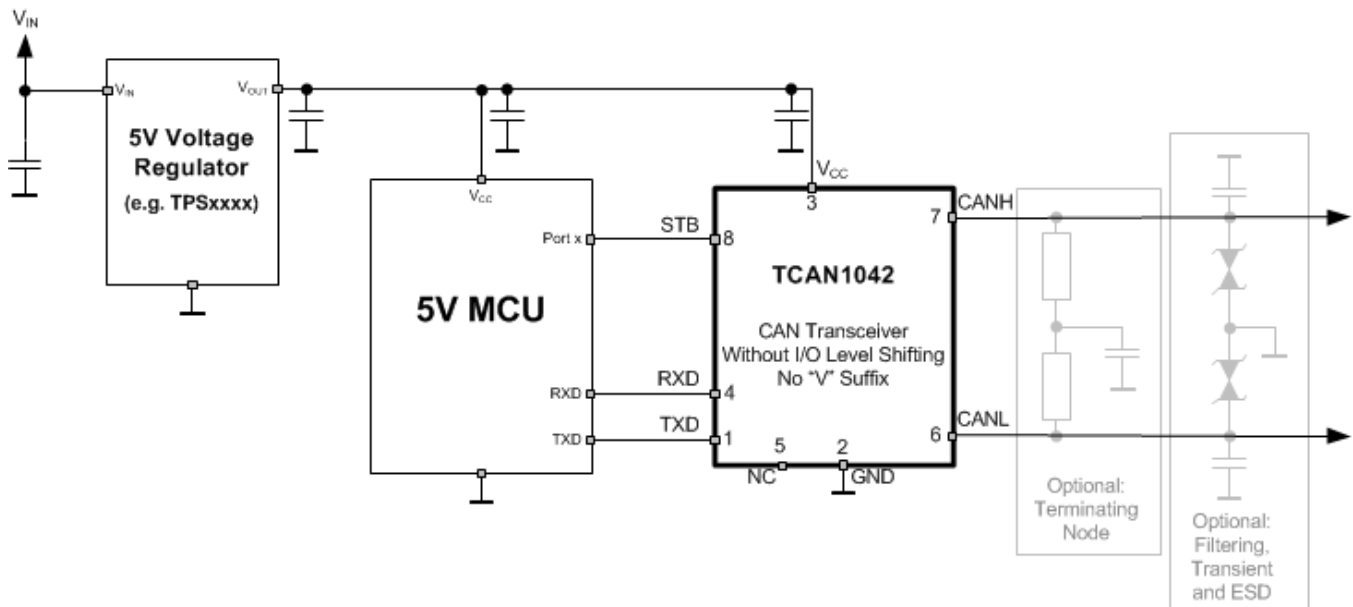 VIN
VIN
VOUT
5V Voltage
Regulator
(e.g. TPSxxxx)
VCC
Port x
5V MCU
RXD
TXD
STB
RXD
TXD
VCC
3
8
7
CANH
TCAN1042
CAN Transceiver
Without I/O Level Shifting
No "V" Suffix
4
1
5
2
6
CANL
NC
GND
Optional:
Terminating
Node
Optional:
Filtering,
Transient
and ESD